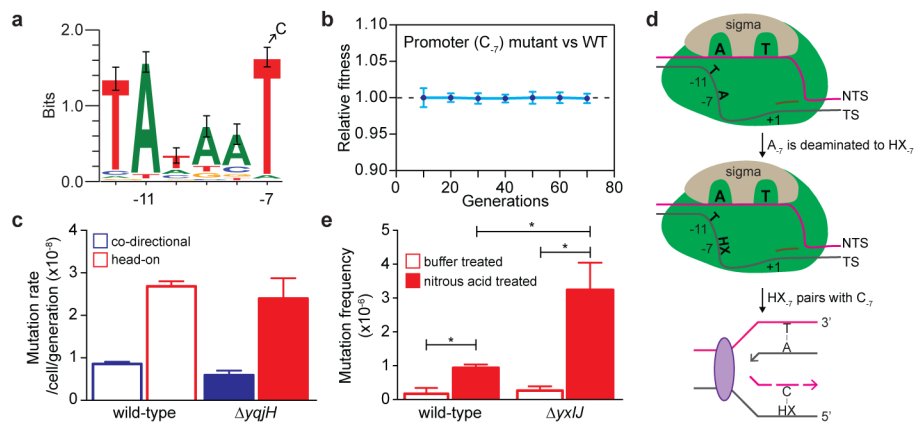 a
2.0
1.0
0.0
Bits
C
T A T A A T
-11
-7
b
1.10
1.05
1.00
0.95
0.90
Relative fitness
Promoter (C-7) mutant vs WT
0 20 40 60 80
Generations
c
4
3
2
1
0
Mutation rate
/cell/generation (x10-8)
co-directional
head-on
wild-type
ΔyqjH
e
5
4
3
2
1
0
Mutation frequency
(x10-6)
buffer treated
nitrous acid treated
*
*
*
wild-type
ΔyxlJ
d
sigma
A T
T
-11
A
-7
+1
NTS
TS
A-7 is deaminated to HX-7
sigma
A T
T
-11
HX
-7
+1
NTS
TS
HX-7 pairs with C-7
3'
T
A
C
HX
5'